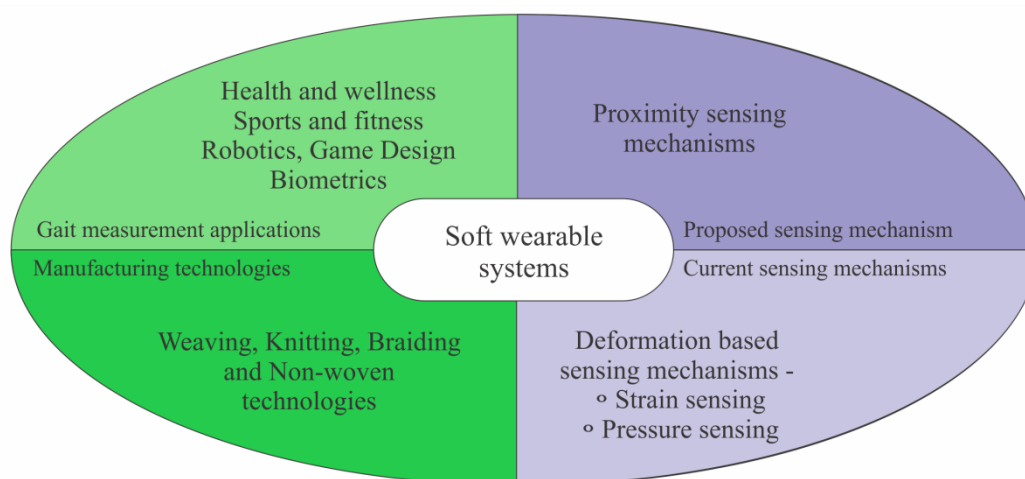 Health and wellness
Sports and fitness
Robotics, Game Design
Biometrics
Gait measurement applications
Proximity sensing
mechanisms
Proposed sensing mechanism
Soft wearable
systems
Manufacturing technologies
Weaving, Knitting, Braiding
and Non-woven
technologies
Current sensing mechanisms
Deformation based
sensing mechanisms -
⚬ Strain sensing
⚬ Pressure sensing